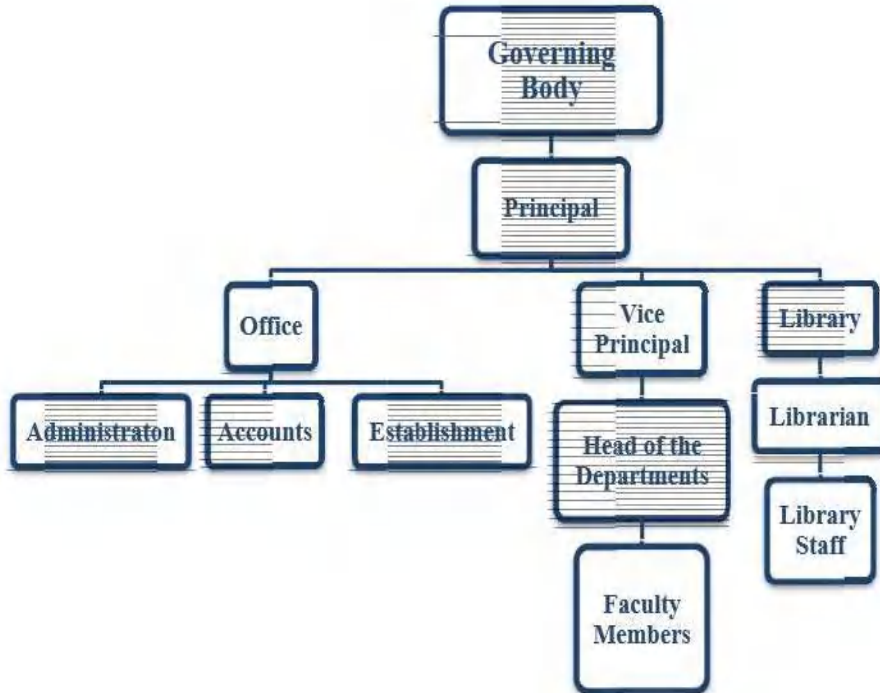 Governing
Body
Principal
Office
Vice
Principal
Library
Administraton
Accounts
Establishment
Head of the
Departments
Librarian
Library
Staff
Faculty
Members